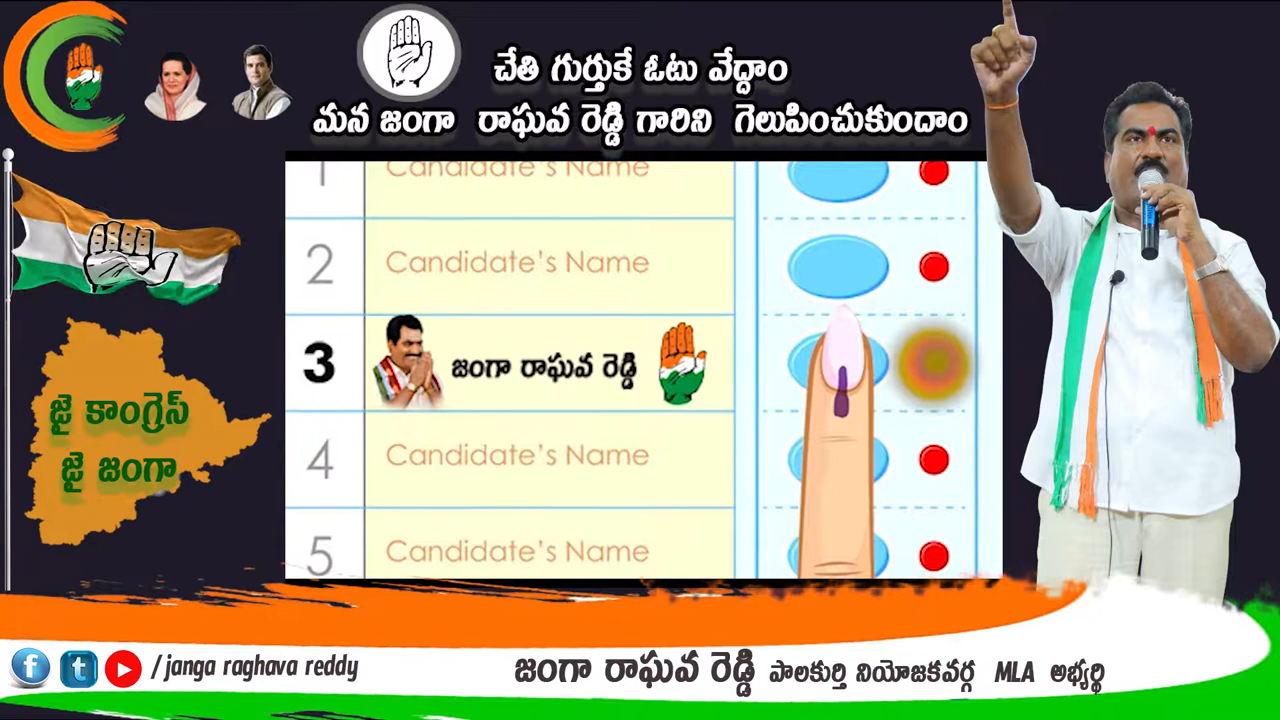 చేతి గుర్తుకే ఓటు వేద్దాం
మన జంగా రాఘవ రెడ్డి గారిని గెలుపించుకుందాం
1 Candidate's Name
2 Candidate's Name
3 జంగా రాఘవ రెడ్డి
4 Candidate's Name
5 Candidate's Name
జై కాంగ్రెస్
జై జంగా
/janga raghava reddy
జంగా రాఘవ రెడ్డి పాలకుర్తి నియోజకవర్గ MLA అభ్యర్థి